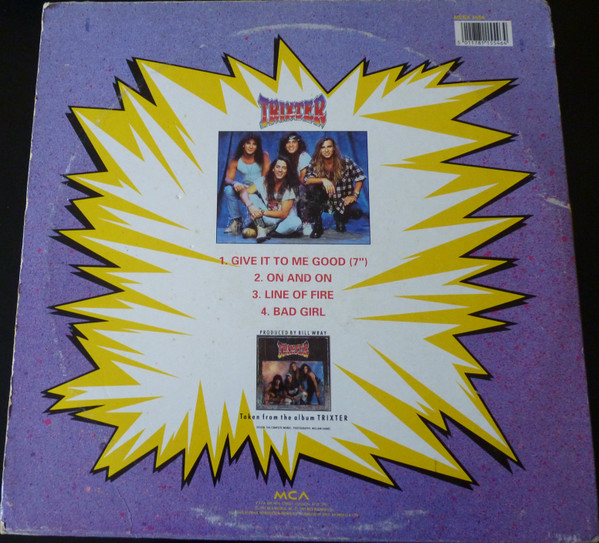 TRIXTER
1. GIVE IT TO ME GOOD (7")
2. ON AND ON
3. LINE OF FIRE
4. BAD GIRL
PRODUCED BY BILL WRAY
TRIXTER
Taken from the album TRIXTER
MCA